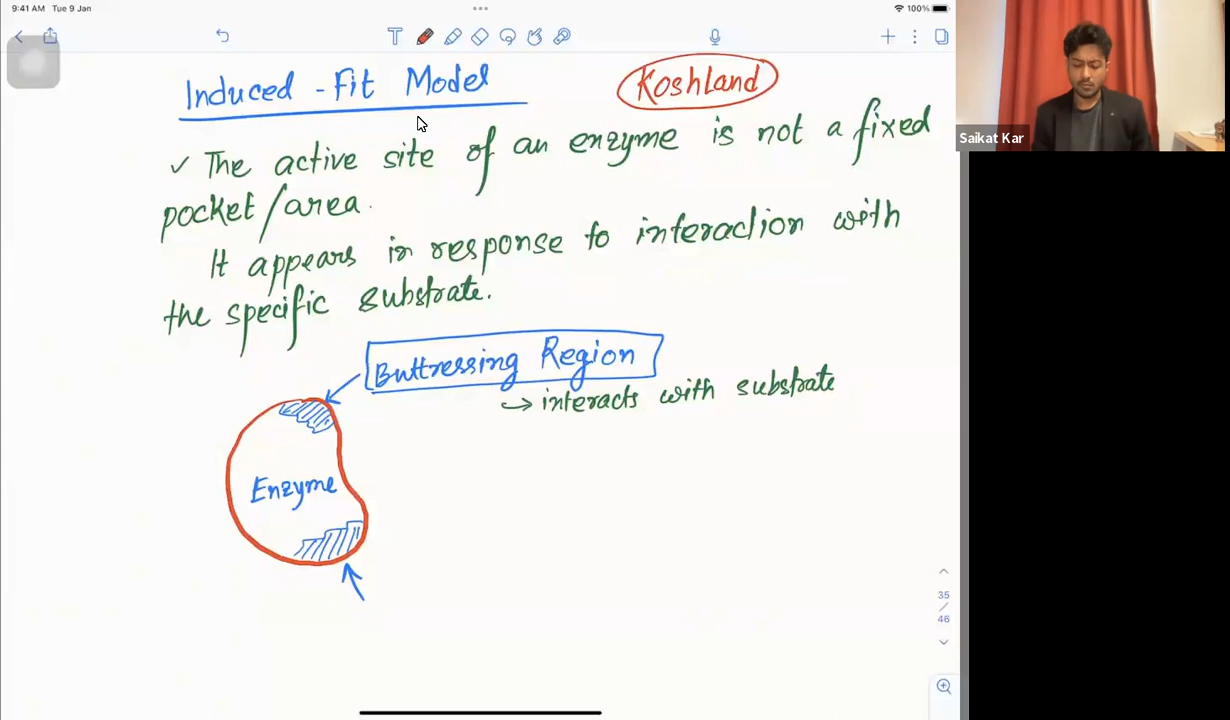 9:41 AM Tue 9 Jan
100%
Induced - Fit Model
Koshland
✓ The active site of an enzyme is not a fixed
pocket/area.
It appears in response to interaction with
the specific substrate.
Buttressing Region
↪ interacts with substrate
Enzyme
Saikat Kar
35
/
46